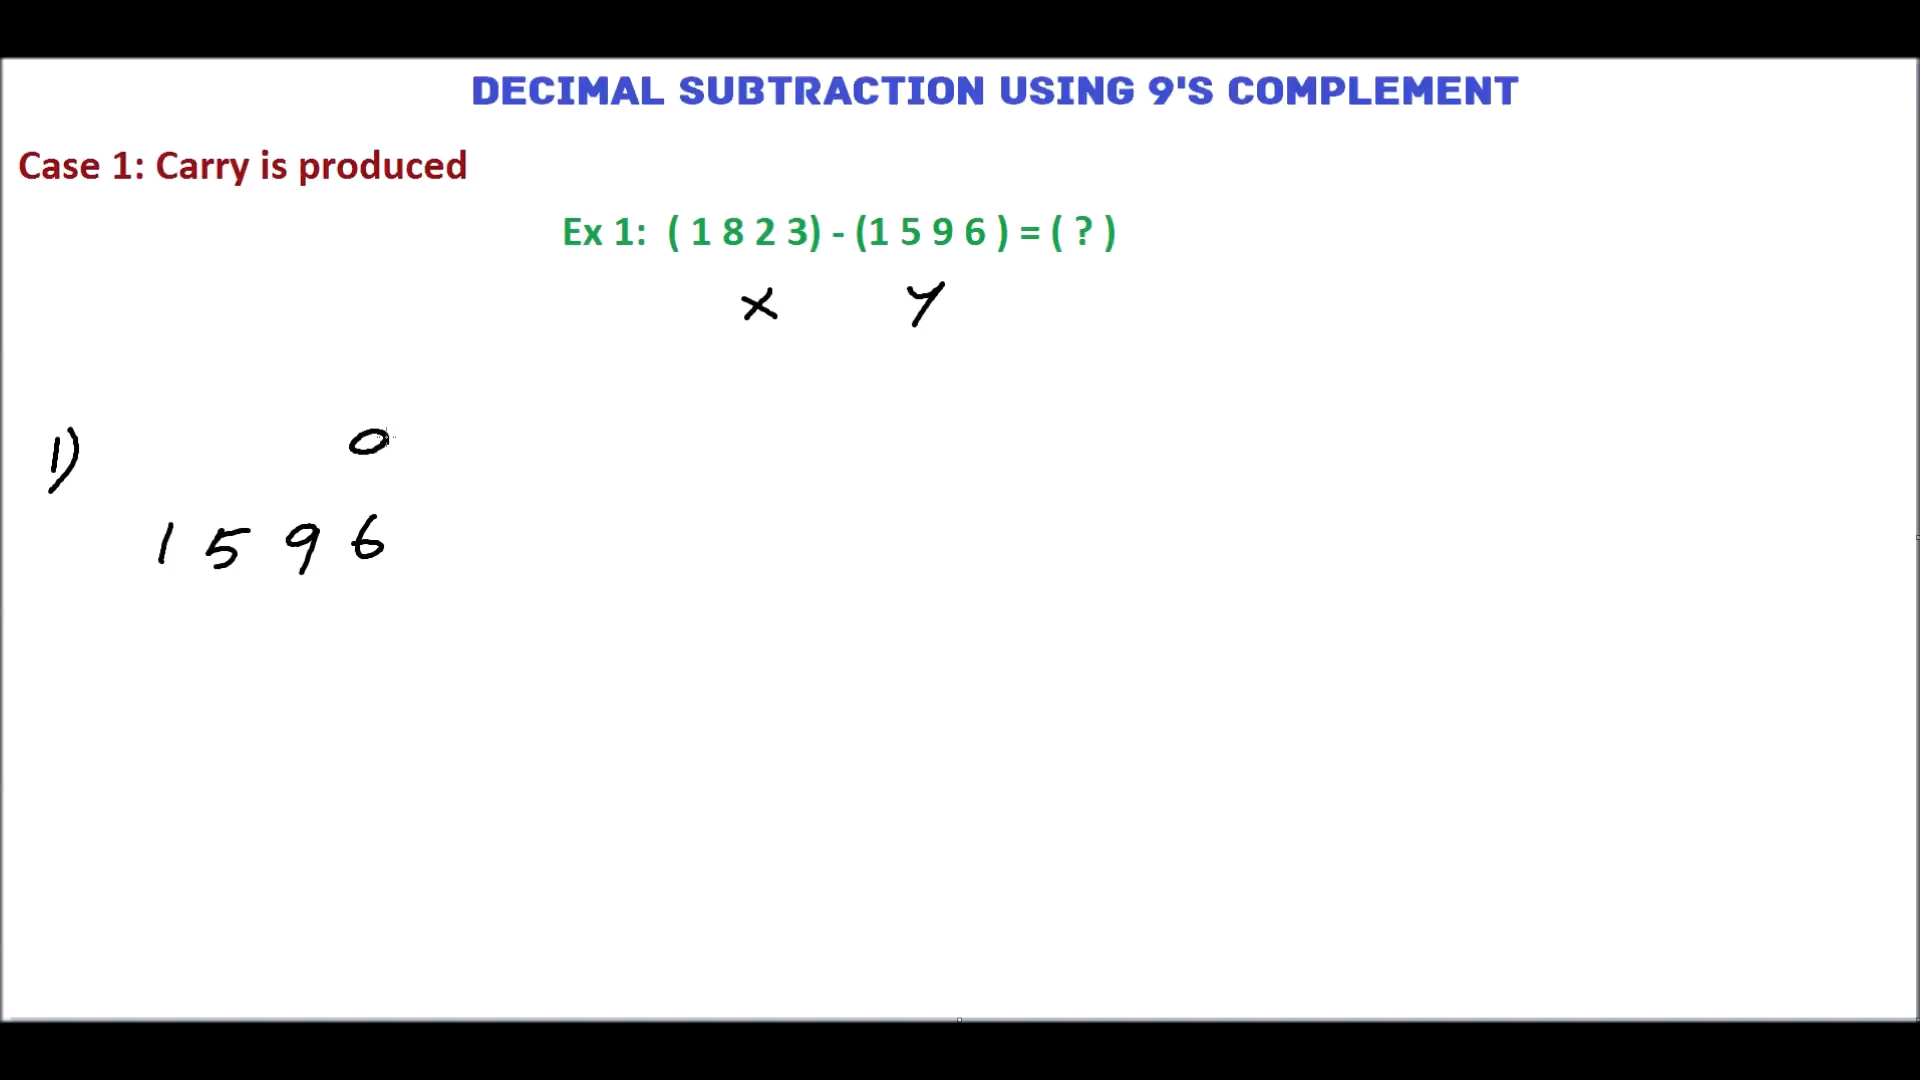 DECIMAL SUBTRACTION USING 9'S COMPLEMENT
Case 1: Carry is produced
Ex 1: ( 1 8 2 3) - (1 5 9 6 ) = ( ? )
x y
1) 0
1 5 9 6